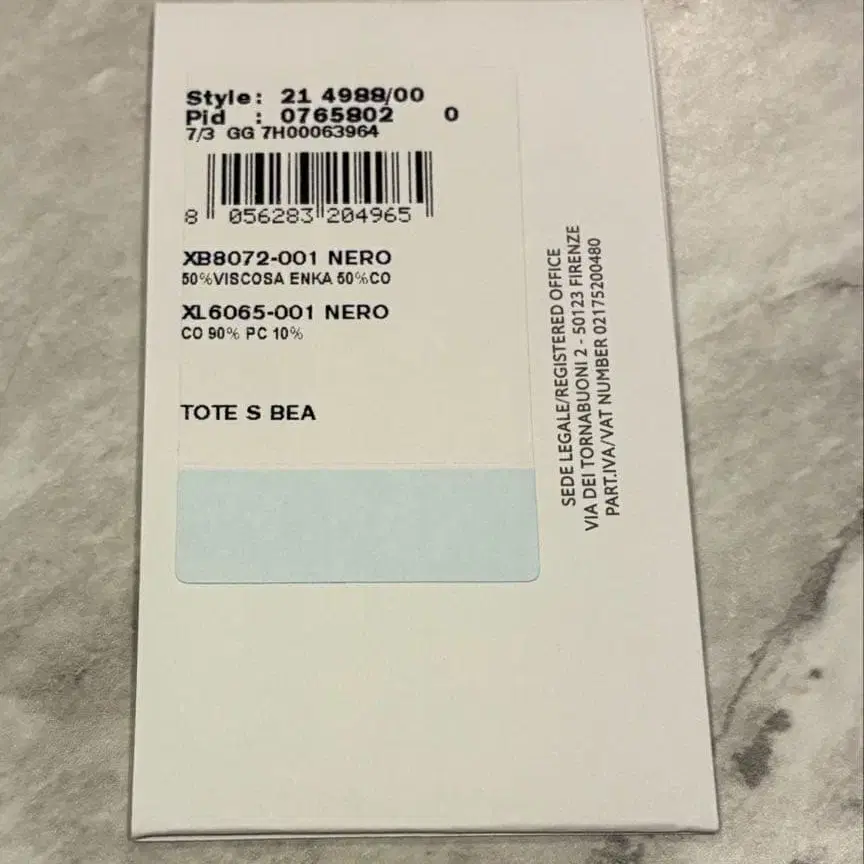 Style: 21 4988/00
Pid : 0765802 0
7/3 GG 7H00063964
8 056283 204965
XB8072-001 NERO
50%VISCOSA ENKA 50%CO
XL6065-001 NERO
CO 90% PC 10%
TOTE S BEA
SEDE LEGALE/REGISTERED OFFICE
VIA DEI TORNABUONI 2 - 50123 FIRENZE
PART.IVA/VAT NUMBER 02175200480